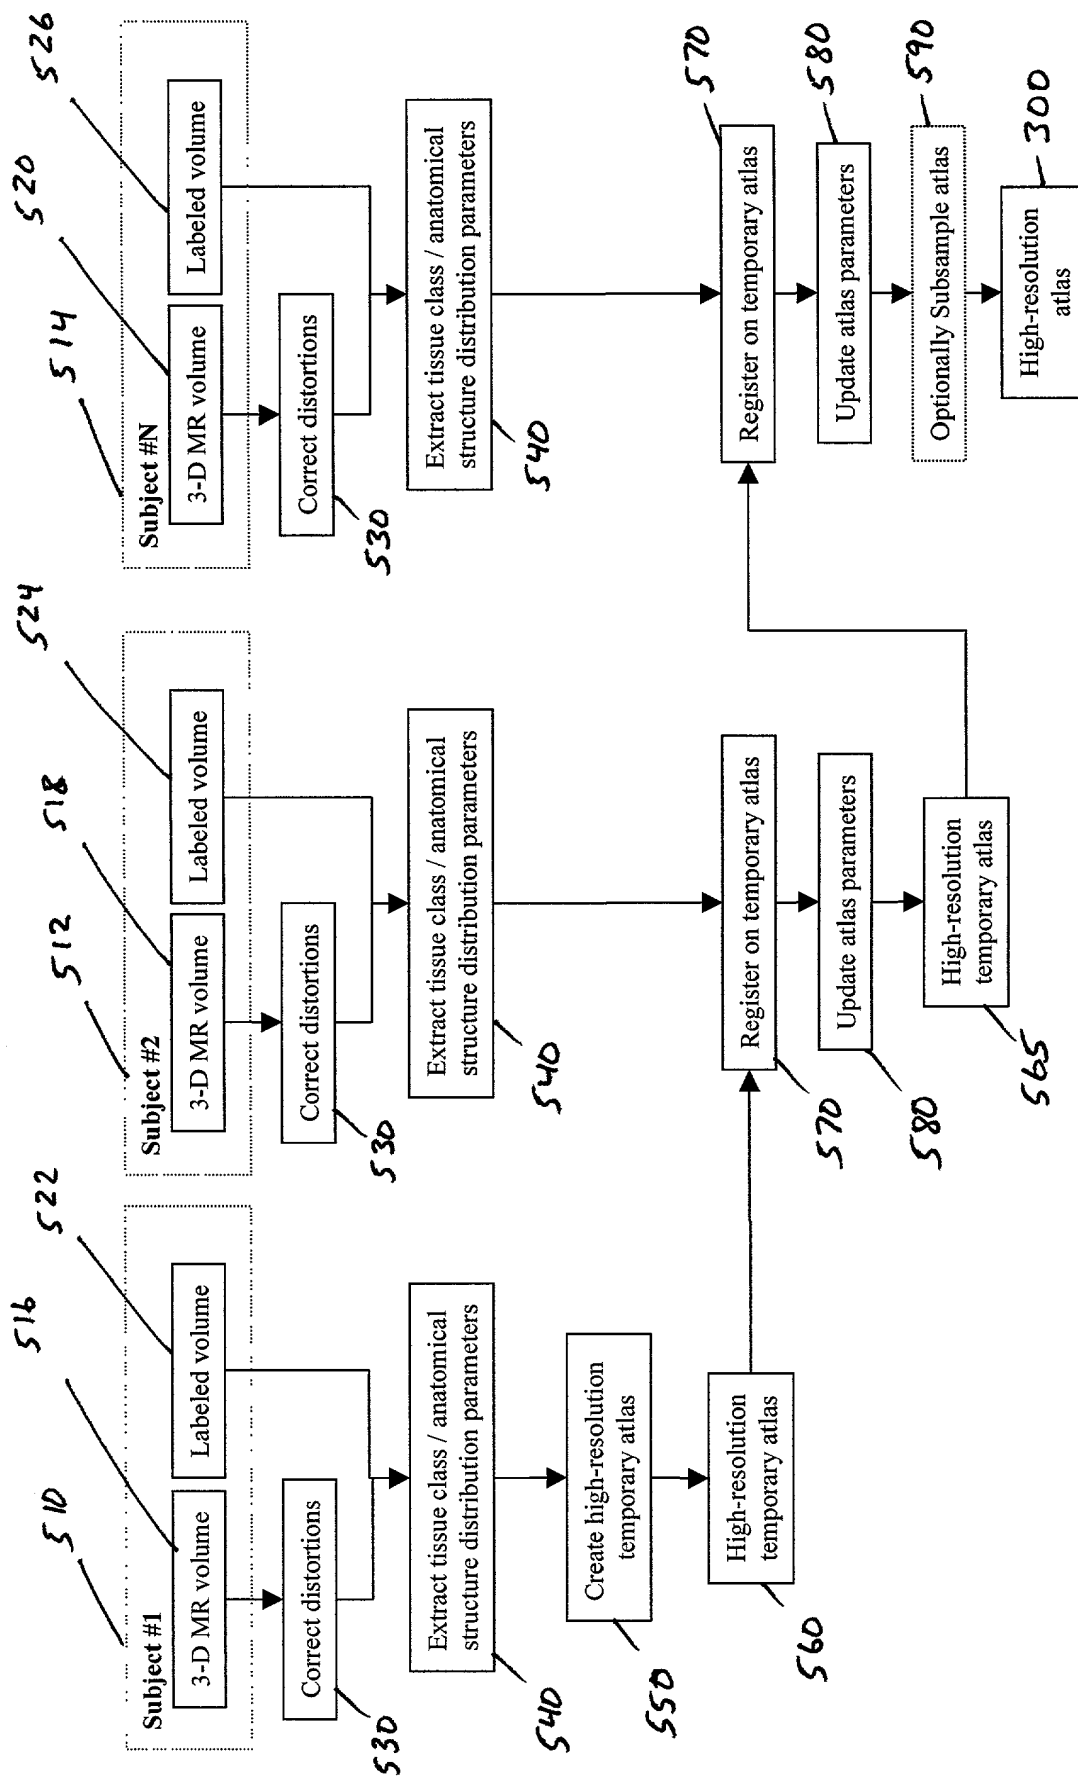 510
516
522
Subject #1
3-D MR volume
Labeled volume
Correct distortions
530
Extract tissue class / anatomical
structure distribution parameters
540
Create high-resolution
temporary atlas
550
High-resolution
temporary atlas
560
512
518
524
Subject #2
3-D MR volume
Labeled volume
Correct distortions
530
Extract tissue class / anatomical
structure distribution parameters
540
Register on temporary atlas
570
Update atlas parameters
580
High-resolution
temporary atlas
565
514
520
526
Subject #N
3-D MR volume
Labeled volume
Correct distortions
530
Extract tissue class / anatomical
structure distribution parameters
540
Register on temporary atlas
570
Update atlas parameters
580
Optionally Subsample atlas
590
High-resolution
atlas
300